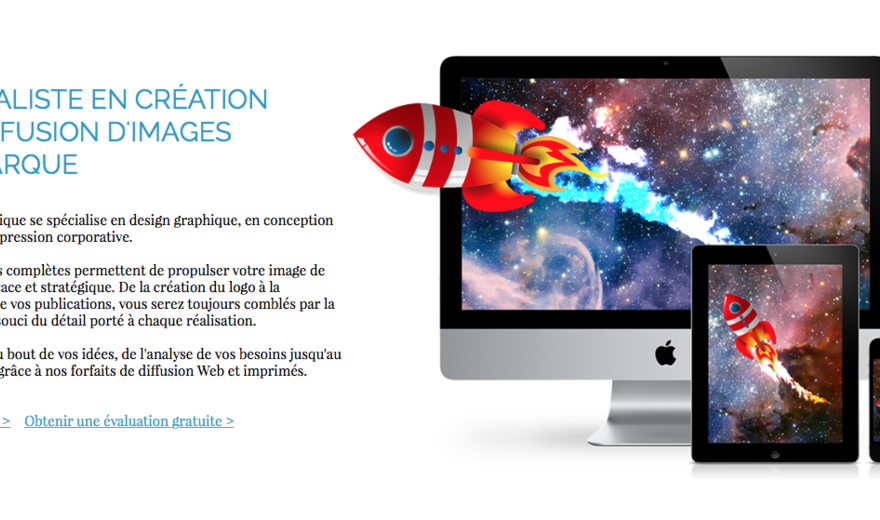 ALISTE EN CRÉATION
FUSION D'IMAGES
ARQUE
ique se spécialise en design graphique, en conception
pression corporative.
s complètes permettent de propulser votre image de
cace et stratégique. De la création du logo à la
e vos publications, vous serez toujours comblés par la
souci du détail porté à chaque réalisation.
u bout de vos idées, de l'analyse de vos besoins jusqu'au
grâce à nos forfaits de diffusion Web et imprimés.
> Obtenir une évaluation gratuite >